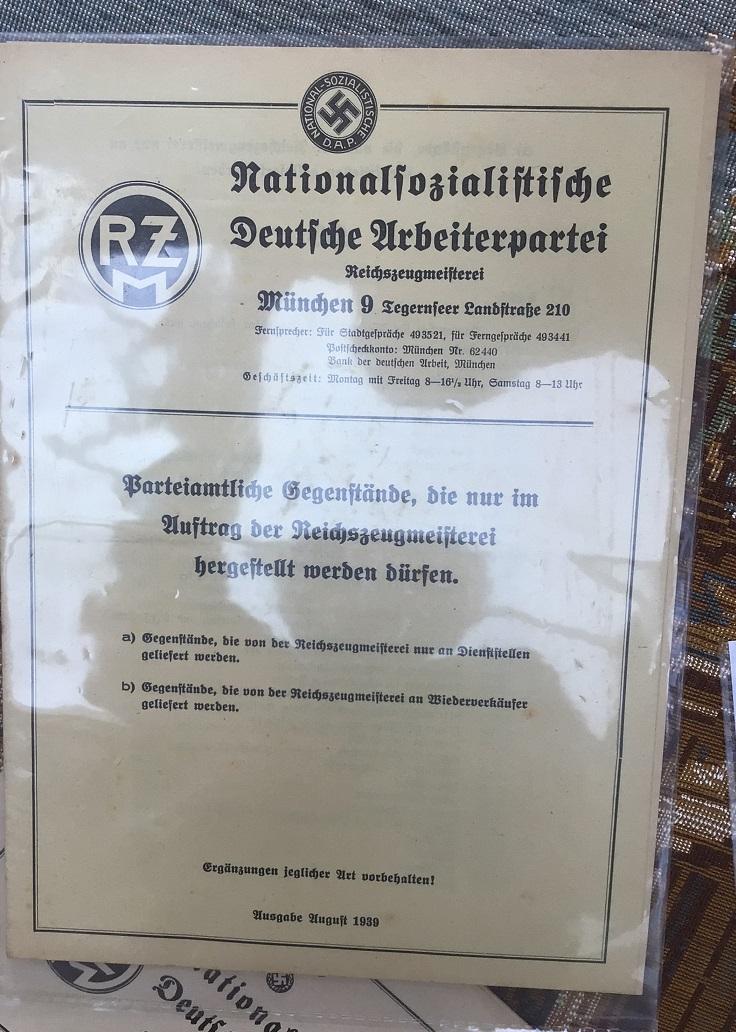 NATIONAL-SOZIALISTISCHE
D.A.P.
RZM
Nationalsozialistische
Deutsche Arbeiterpartei
Reichszeugmeisterei
München 9 Tegernseer Landstraße 210
Fernsprecher: Für Stadtgespräche 493521, für Ferngespräche 493441
Postscheckkonto: München Nr. 62440
Bank der deutschen Arbeit, München
Geschäftszeit: Montag mit Freitag 8—16½ Uhr, Samstag 8—13 Uhr
Parteiamtliche Gegenstände, die nur im
Auftrag der Reichszeugmeisterei
hergestellt werden dürfen.
a) Gegenstände, die von der Reichszeugmeisterei nur an Dienststellen
geliefert werden.
b) Gegenstände, die von der Reichszeugmeisterei an Wiederverkäufer
geliefert werden.
Ergänzungen jeglicher Art vorbehalten!
Ausgabe August 1939